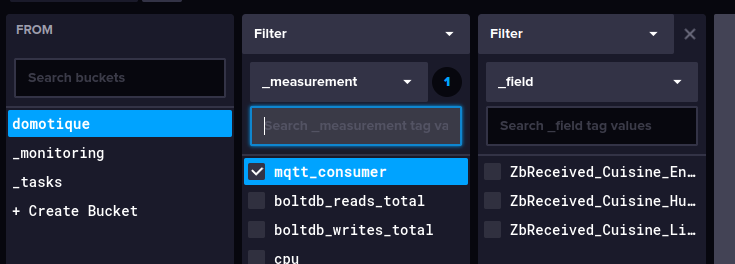 FROM
Search buckets
domotique
_monitoring
_tasks
+ Create Bucket
Filter
_measurement
1
Search _measurement tag va
mqtt_consumer
boltdb_reads_total
boltdb_writes_total
cpu
Filter
_field
Search _field tag values
ZbReceived_Cuisine_En…
ZbReceived_Cuisine_Hu…
ZbReceived_Cuisine_Li…